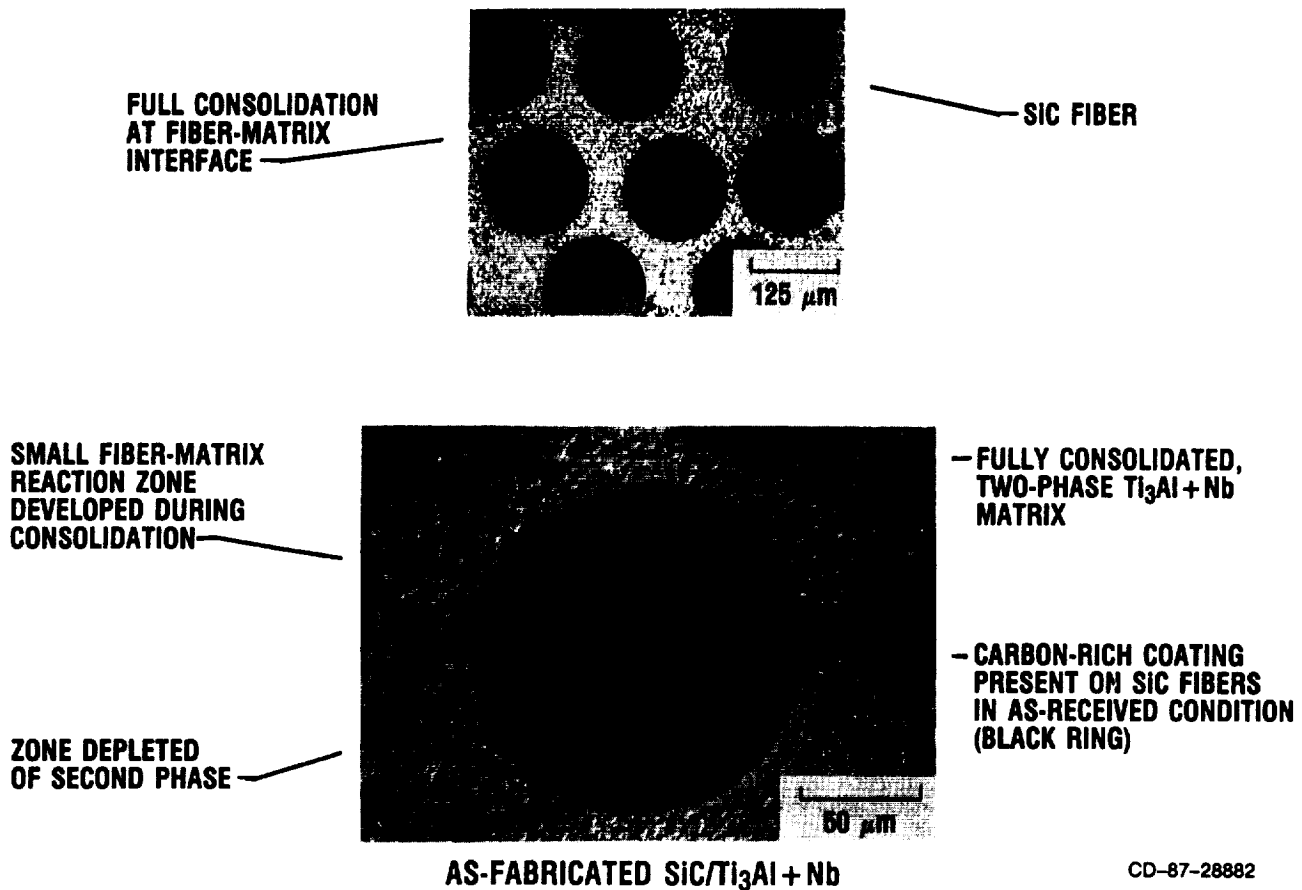 FULL CONSOLIDATION
AT FIBER-MATRIX
INTERFACE
SiC FIBER
125 μm
SMALL FIBER-MATRIX
REACTION ZONE
DEVELOPED DURING
CONSOLIDATION
FULLY CONSOLIDATED,
TWO-PHASE Ti₃Al + Nb
MATRIX
CARBON-RICH COATING
PRESENT ON SiC FIBERS
IN AS-RECEIVED CONDITION
(BLACK RING)
ZONE DEPLETED
OF SECOND PHASE
50 μm
AS-FABRICATED SiC/Ti₃Al + Nb
CD-87-28882